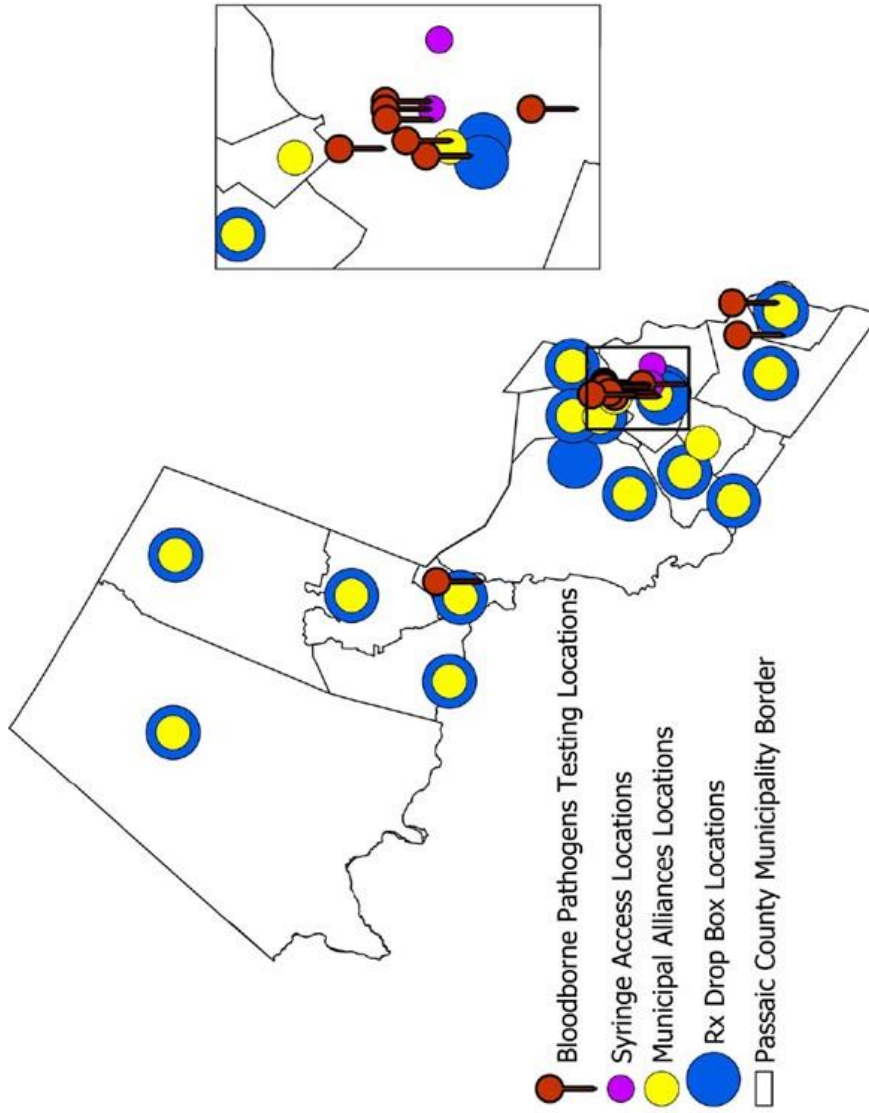 Bloodborne Pathogens Testing Locations
Syringe Access Locations
Municipal Alliances Locations
Rx Drop Box Locations
Passaic County Municipality Border